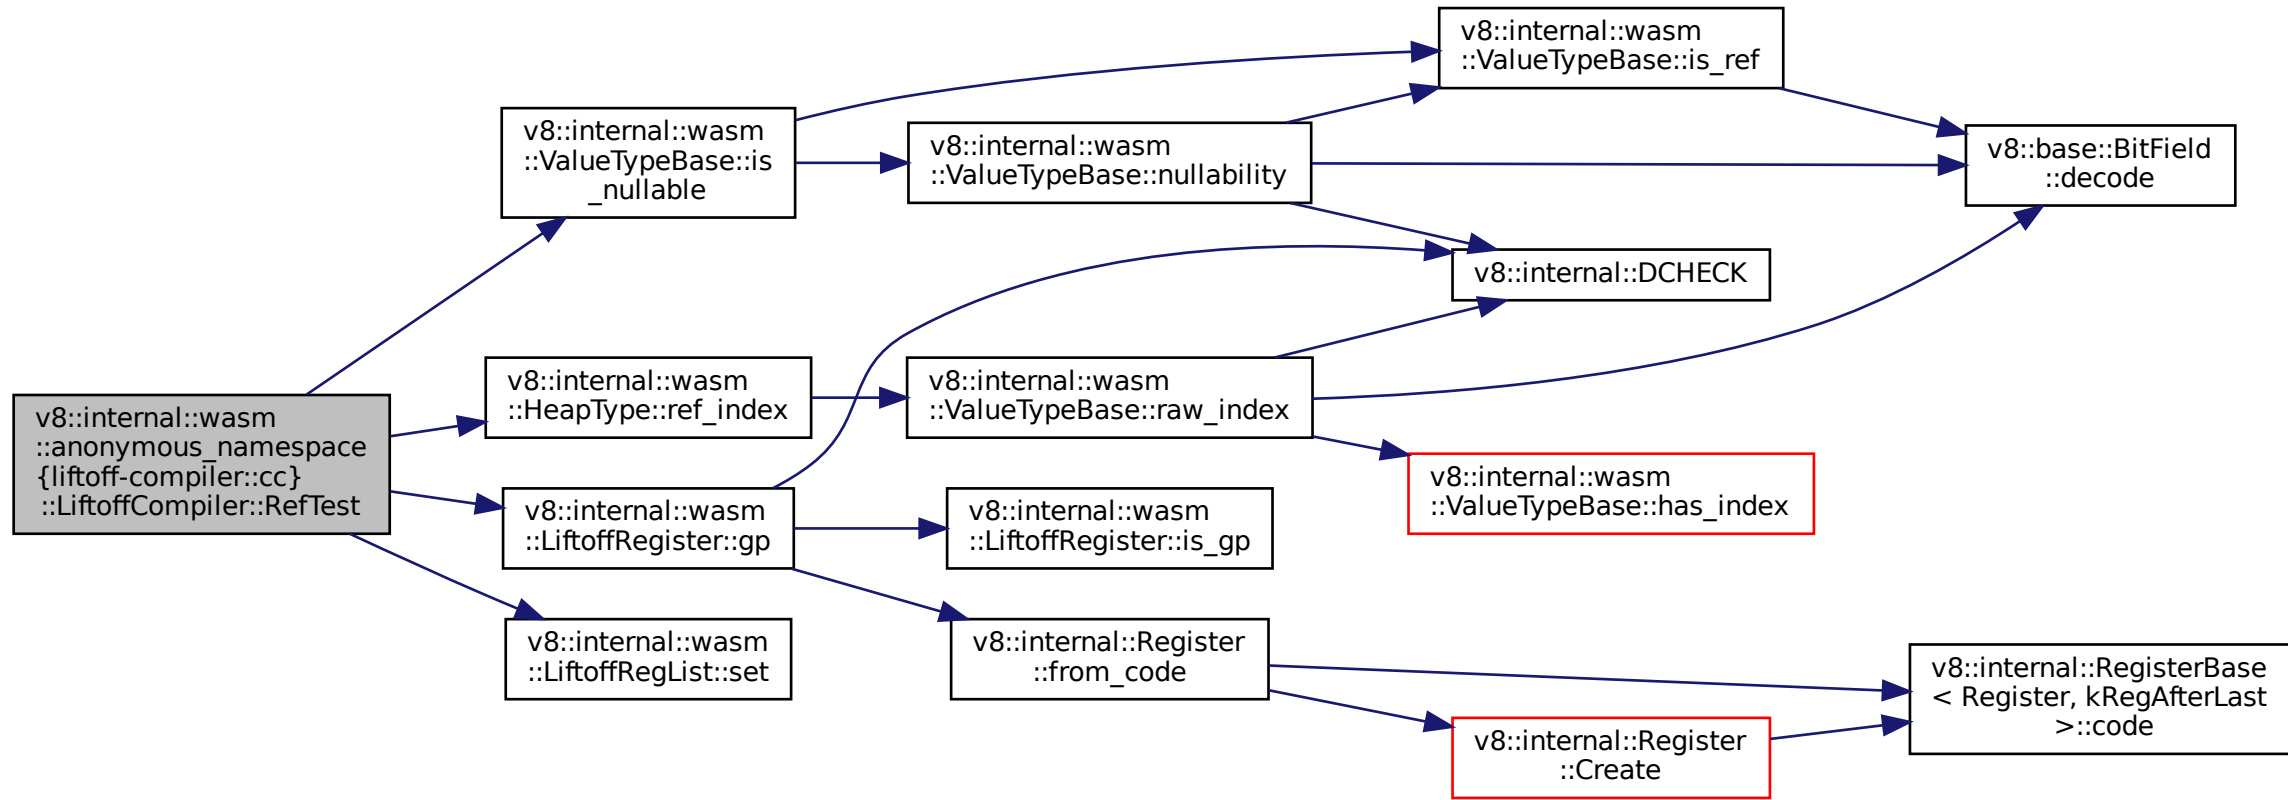 v8::internal::wasm
::anonymous_namespace
{liftoff-compiler::cc}
::LiftoffCompiler::RefTest
v8::internal::wasm
::ValueTypeBase::is
_nullable
v8::internal::wasm
::HeapType::ref_index
v8::internal::wasm
::LiftoffRegister::gp
v8::internal::wasm
::LiftoffRegList::set
v8::internal::wasm
::ValueTypeBase::nullability
v8::internal::wasm
::ValueTypeBase::raw_index
v8::internal::wasm
::LiftoffRegister::is_gp
v8::internal::Register
::from_code
v8::internal::wasm
::ValueTypeBase::is_ref
v8::internal::DCHECK
v8::internal::wasm
::ValueTypeBase::has_index
v8::internal::Register
::Create
v8::base::BitField
::decode
v8::internal::RegisterBase
< Register, kRegAfterLast
>::code